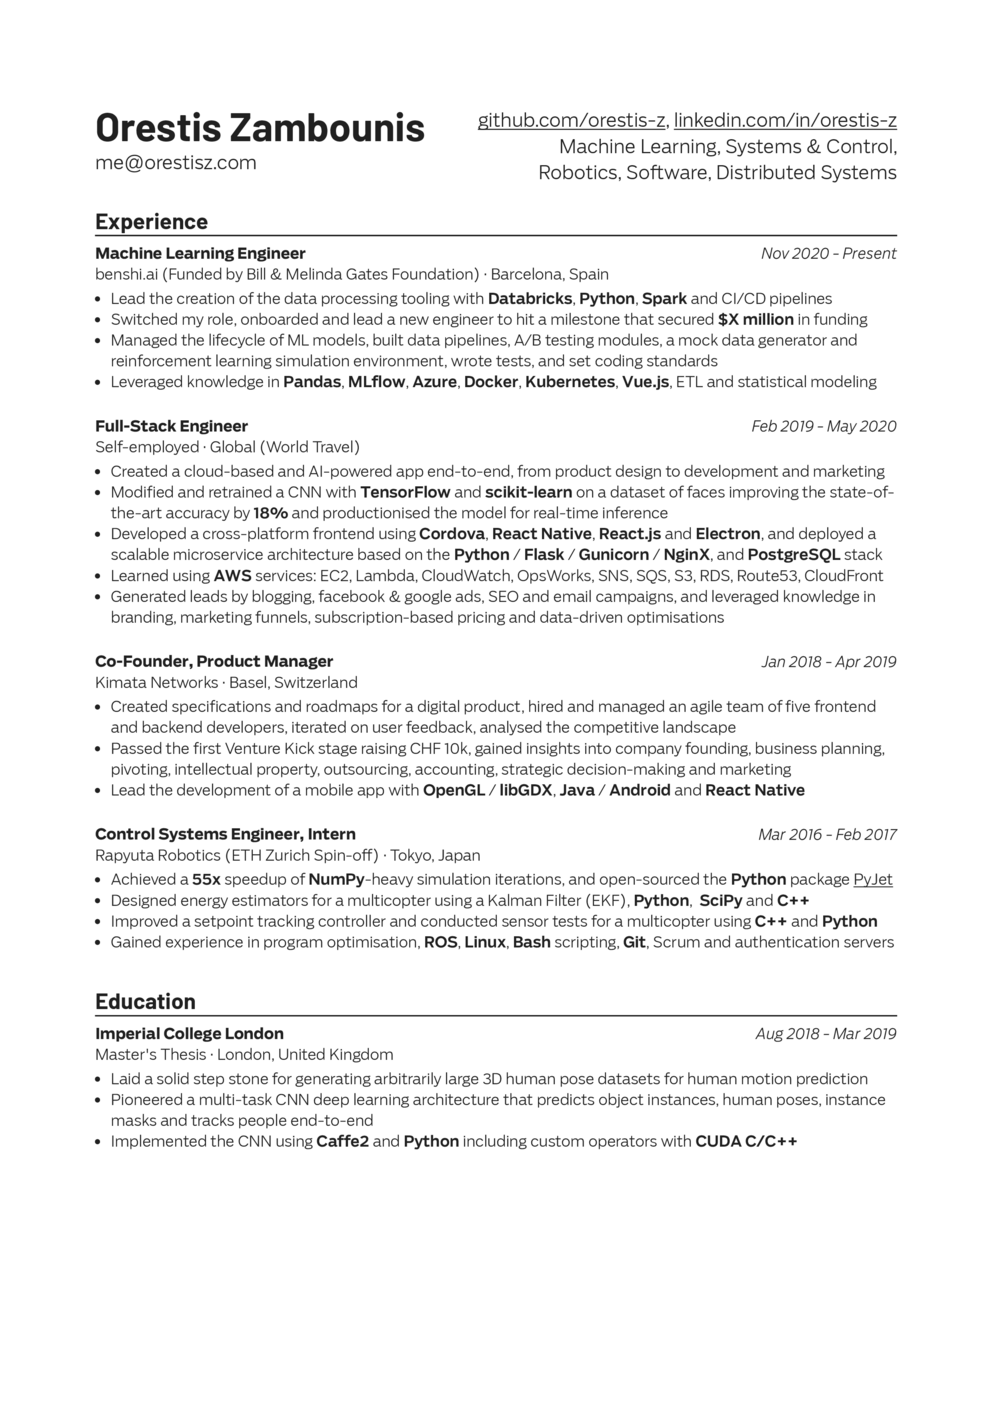 Orestis Zambounis
me@orestisz.com
github.com/orestis-z, linkedin.com/in/orestis-z
Machine Learning, Systems & Control,
Robotics, Software, Distributed Systems
Experience
Machine Learning Engineer Nov 2020 - Present
benshi.ai (Funded by Bill & Melinda Gates Foundation) · Barcelona, Spain
• Lead the creation of the data processing tooling with Databricks, Python, Spark and CI/CD pipelines
• Switched my role, onboarded and lead a new engineer to hit a milestone that secured $X million in funding
• Managed the lifecycle of ML models, built data pipelines, A/B testing modules, a mock data generator and
reinforcement learning simulation environment, wrote tests, and set coding standards
• Leveraged knowledge in Pandas, MLflow, Azure, Docker, Kubernetes, Vue.js, ETL and statistical modeling
Full-Stack Engineer Feb 2019 - May 2020
Self-employed · Global (World Travel)
• Created a cloud-based and AI-powered app end-to-end, from product design to development and marketing
• Modified and retrained a CNN with TensorFlow and scikit-learn on a dataset of faces improving the state-of-
the-art accuracy by 18% and productionised the model for real-time inference
• Developed a cross-platform frontend using Cordova, React Native, React.js and Electron, and deployed a
scalable microservice architecture based on the Python / Flask / Gunicorn / NginX, and PostgreSQL stack
• Learned using AWS services: EC2, Lambda, CloudWatch, OpsWorks, SNS, SQS, S3, RDS, Route53, CloudFront
• Generated leads by blogging, facebook & google ads, SEO and email campaigns, and leveraged knowledge in
branding, marketing funnels, subscription-based pricing and data-driven optimisations
Co-Founder, Product Manager Jan 2018 - Apr 2019
Kimata Networks · Basel, Switzerland
• Created specifications and roadmaps for a digital product, hired and managed an agile team of five frontend
and backend developers, iterated on user feedback, analysed the competitive landscape
• Passed the first Venture Kick stage raising CHF 10k, gained insights into company founding, business planning,
pivoting, intellectual property, outsourcing, accounting, strategic decision-making and marketing
• Lead the development of a mobile app with OpenGL / libGDX, Java / Android and React Native
Control Systems Engineer, Intern Mar 2016 - Feb 2017
Rapyuta Robotics (ETH Zurich Spin-off) · Tokyo, Japan
• Achieved a 55x speedup of NumPy-heavy simulation iterations, and open-sourced the Python package PyJet
• Designed energy estimators for a multicopter using a Kalman Filter (EKF), Python, SciPy and C++
• Improved a setpoint tracking controller and conducted sensor tests for a multicopter using C++ and Python
• Gained experience in program optimisation, ROS, Linux, Bash scripting, Git, Scrum and authentication servers
Education
Imperial College London Aug 2018 - Mar 2019
Master's Thesis · London, United Kingdom
• Laid a solid step stone for generating arbitrarily large 3D human pose datasets for human motion prediction
• Pioneered a multi-task CNN deep learning architecture that predicts object instances, human poses, instance
masks and tracks people end-to-end
• Implemented the CNN using Caffe2 and Python including custom operators with CUDA C/C++